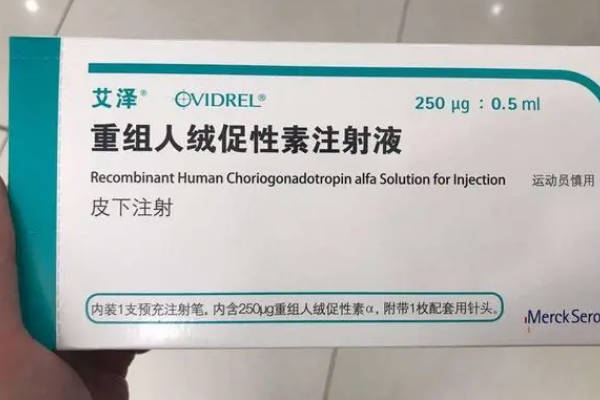 艾泽® OVIDREL® 250 μg : 0.5 ml
重组人绒促性素注射液
Recombinant Human Choriogonadotropin alfa Solution for Injection 运动员慎用
皮下注射
内装1支预充注射笔, 内含250μg重组人绒促性素α, 附带1枚配套用针头。
Merck Sero